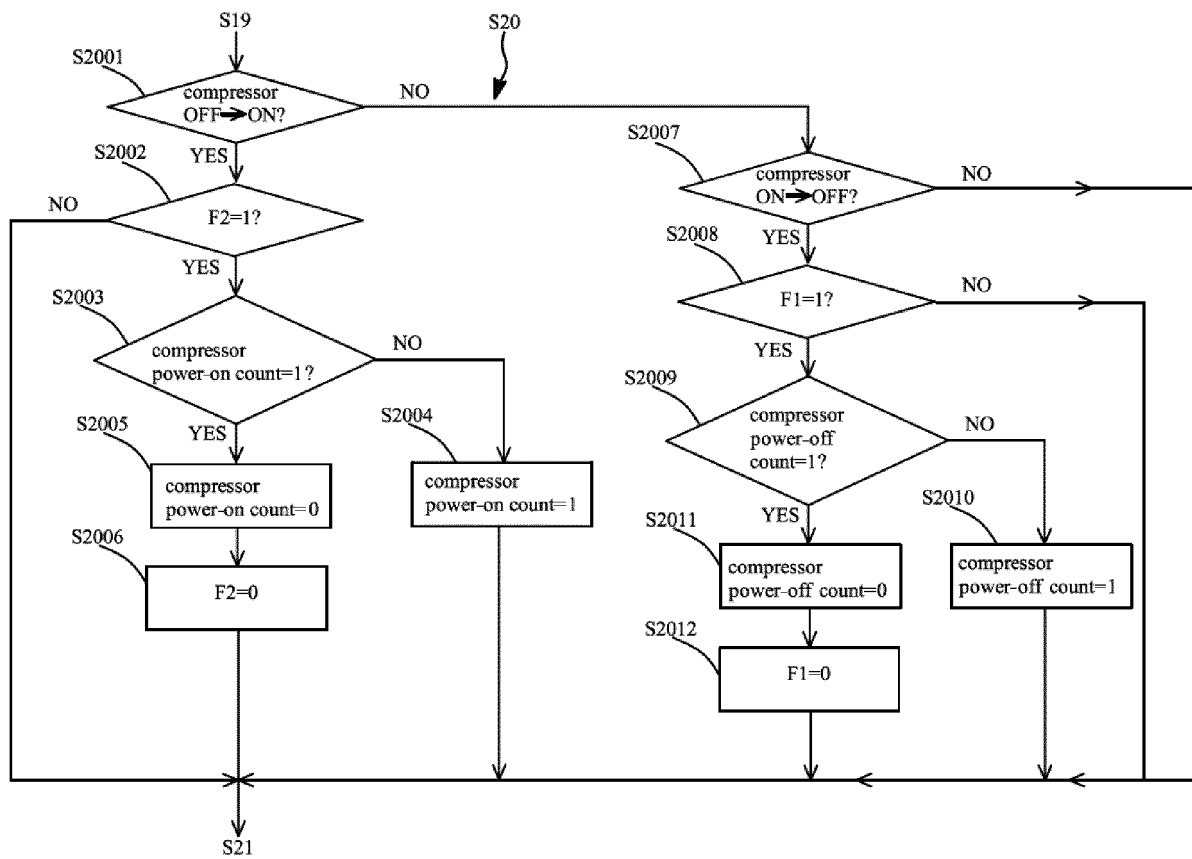 S19
S20
S2001
compressor
OFF→ON?
NO
YES
S2002
F2=1?
NO
YES
S2003
compressor
power-on count=1?
NO
YES
S2004
compressor
power-on count=1
S2005
compressor
power-on count=0
S2006
F2=0
S2007
compressor
ON→OFF?
NO
YES
S2008
F1=1?
NO
YES
S2009
compressor
power-off
count=1?
NO
YES
S2010
compressor
power-off count=1
S2011
compressor
power-off count=0
S2012
F1=0
S21